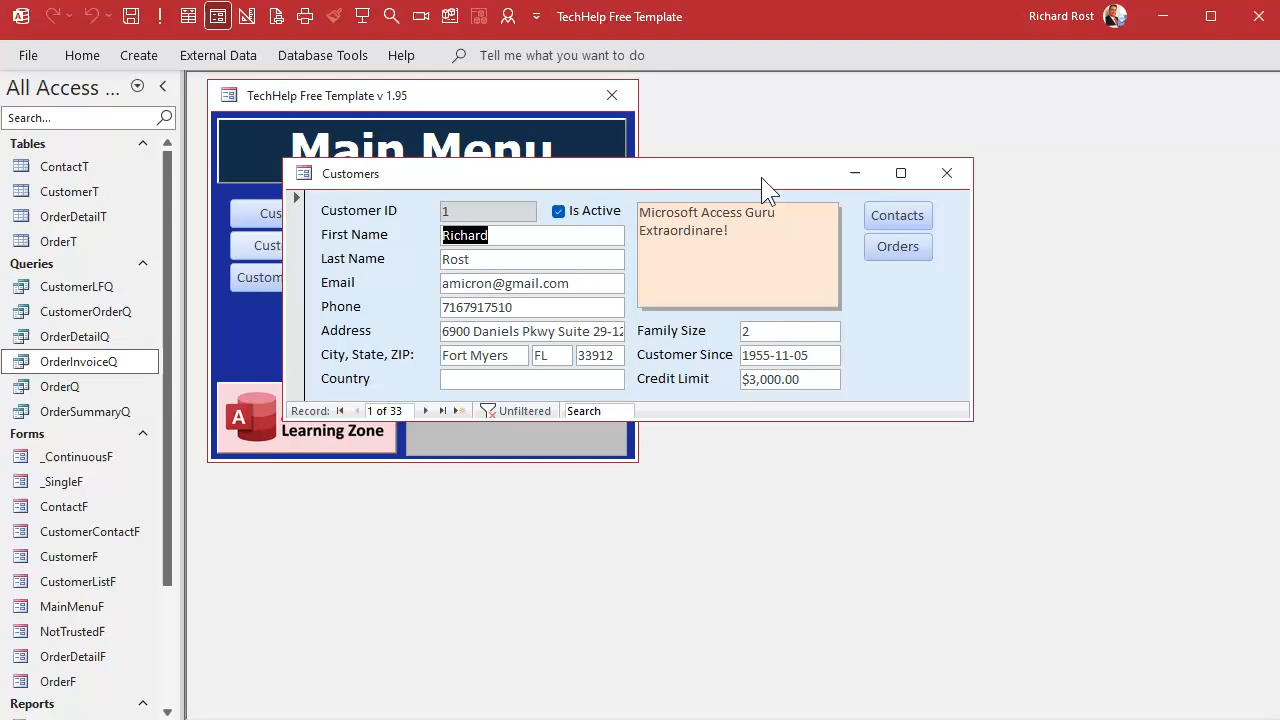 TechHelp Free Template
Richard Rost
File Home Create External Data Database Tools Help Tell me what you want to do
All Access ...
Search...
Tables
ContactT
CustomerT
OrderDetailT
OrderT
Queries
CustomerLFQ
CustomerOrderQ
OrderDetailQ
OrderInvoiceQ
OrderQ
OrderSummaryQ
Forms
_ContinuousF
_SingleF
ContactF
CustomerContactF
CustomerF
CustomerListF
MainMenuF
NotTrustedF
OrderDetailF
OrderF
Reports
TechHelp Free Template v 1.95
Main Menu
Cus
Cust
Custom
A
Learning Zone
Customers
Customer ID 1 Is Active
First Name Richard
Last Name Rost
Email amicron@gmail.com
Phone 7167917510
Address 6900 Daniels Pkwy Suite 29-12
City, State, ZIP: Fort Myers FL 33912
Country
Microsoft Access Guru
Extraordinare!
Family Size 2
Customer Since 1955-11-05
Credit Limit $3,000.00
Contacts
Orders
Record: 1 of 33 Unfiltered Search